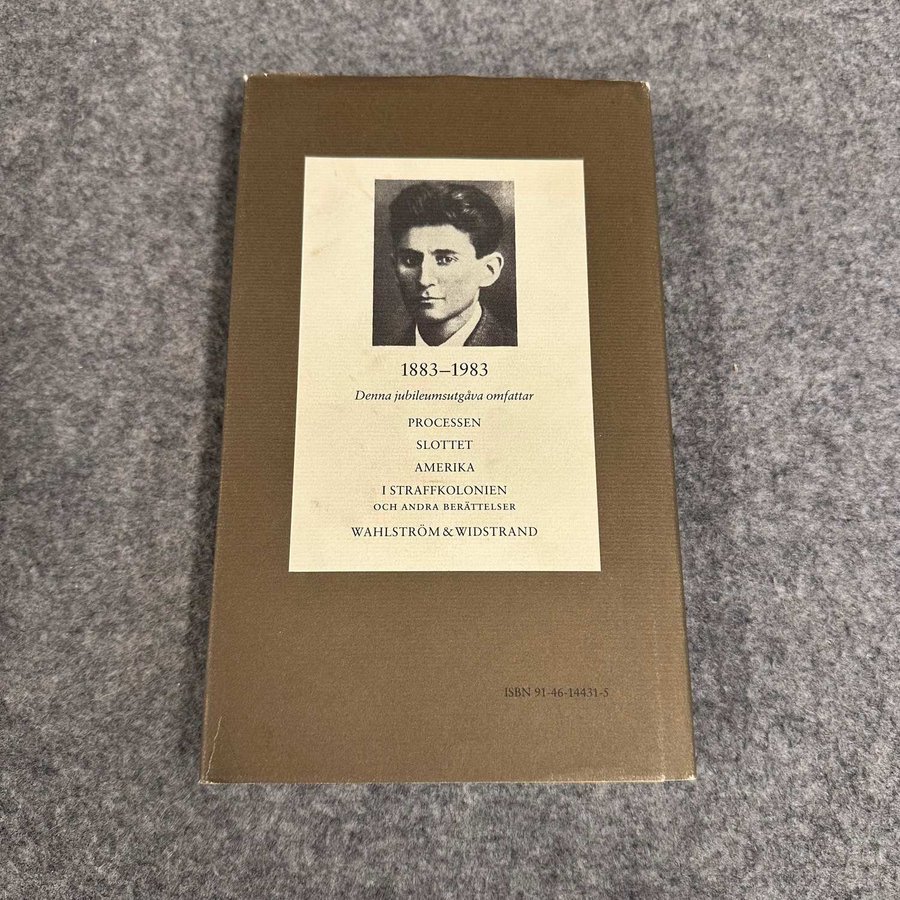 1883–1983
Denna jubileumsutgåva omfattar
PROCESSEN
SLOTTET
AMERIKA
I STRAFFKOLONIEN
OCH ANDRA BERÄTTELSER
WAHLSTRÖM & WIDSTRAND
ISBN 91-46-14431-5